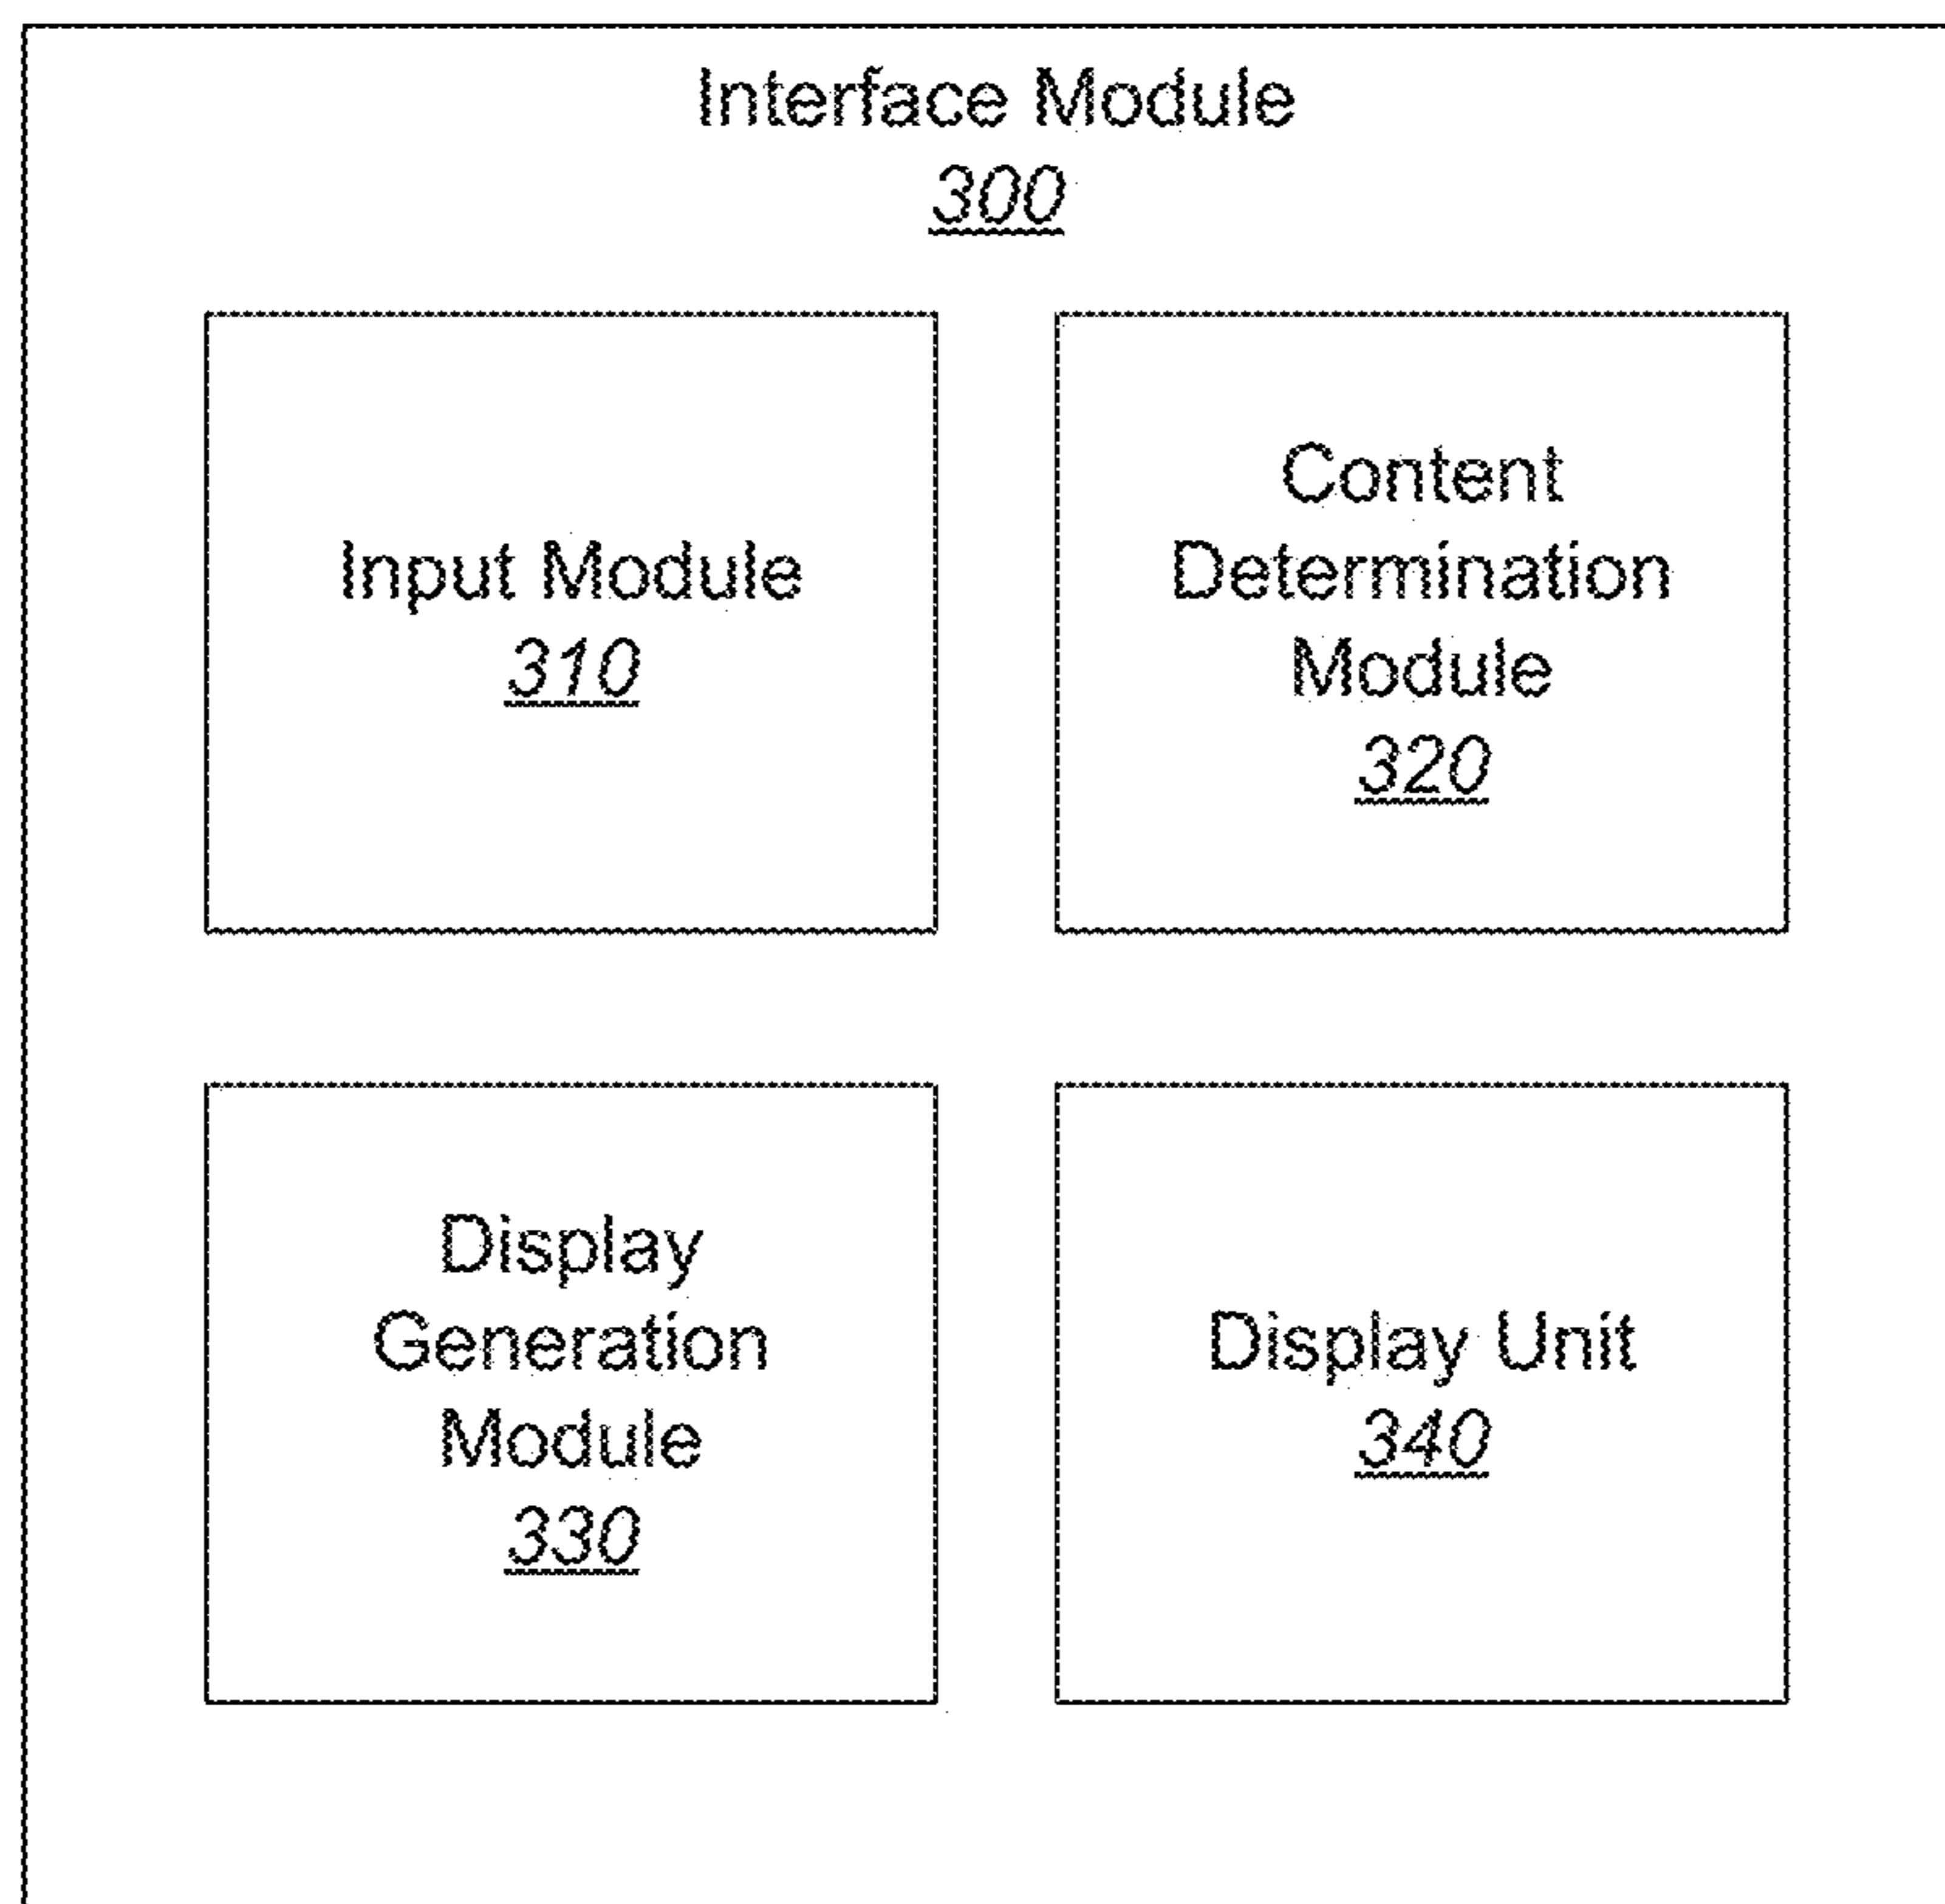 Interface Module
300
Input Module
310
Content
Determination
Module
320
Display
Generation
Module
330
Display Unit
340